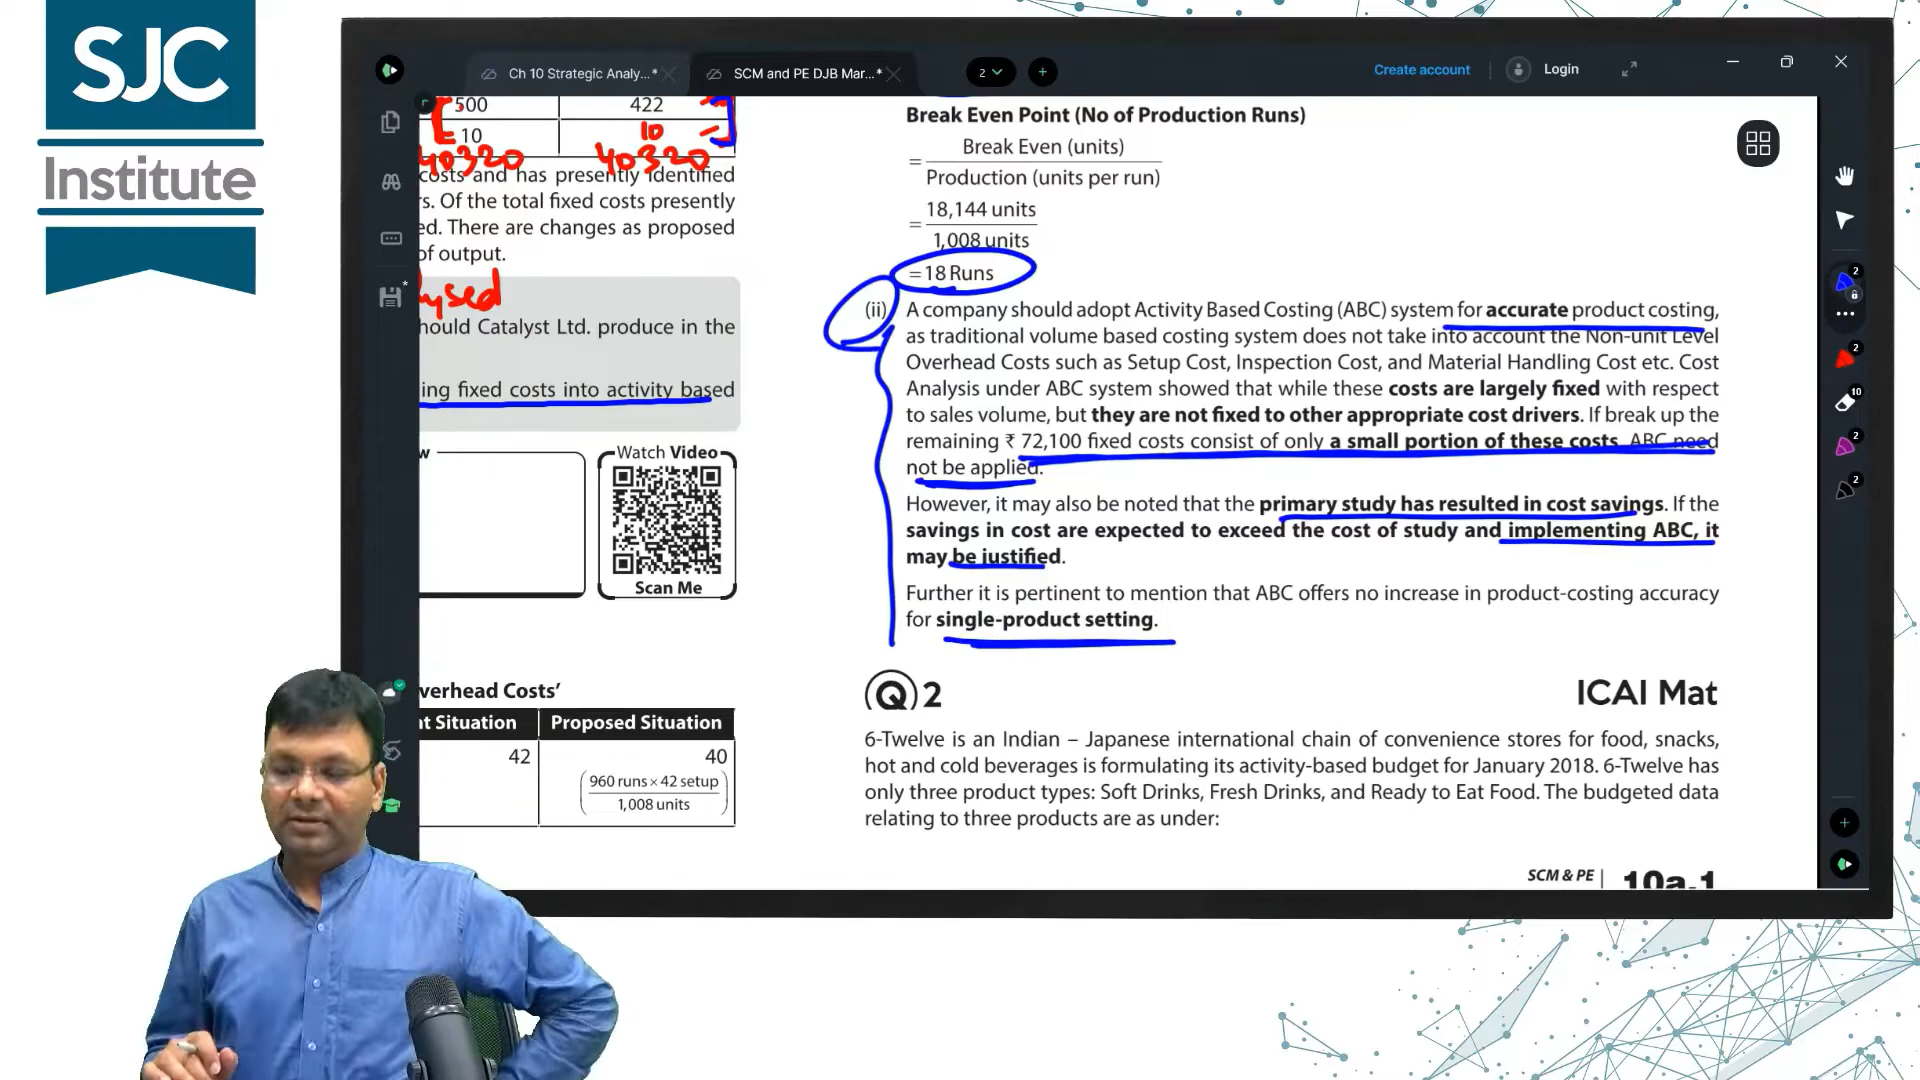 SJC
Institute
Ch 10 Strategic Analy...*
SCM and PE DJB Mar...*
2
Create account
Login
500 422
10 10
40320 40320
costs and has presently identified
rs. Of the total fixed costs presently
ed. There are changes as proposed
of output.
ysed
hould Catalyst Ltd. produce in the
ing fixed costs into activity based
w
Watch Video
Scan Me
verhead Costs’
t Situation Proposed Situation
42 40
960 runs × 42 setup
1,008 units
Break Even Point (No of Production Runs)
= Break Even (units)
Production (units per run)
= 18,144 units
1,008 units
= 18 Runs
(ii) A company should adopt Activity Based Costing (ABC) system for accurate product costing,
as traditional volume based costing system does not take into account the Non-unit Level
Overhead Costs such as Setup Cost, Inspection Cost, and Material Handling Cost etc. Cost
Analysis under ABC system showed that while these costs are largely fixed with respect
to sales volume, but they are not fixed to other appropriate cost drivers. If break up the
remaining ₹ 72,100 fixed costs consist of only a small portion of these costs, ABC need
not be applied.
However, it may also be noted that the primary study has resulted in cost savings. If the
savings in cost are expected to exceed the cost of study and implementing ABC, it
may be justified.
Further it is pertinent to mention that ABC offers no increase in product-costing accuracy
for single-product setting.
Q 2 ICAI Mat
6-Twelve is an Indian – Japanese international chain of convenience stores for food, snacks,
hot and cold beverages is formulating its activity-based budget for January 2018. 6-Twelve has
only three product types: Soft Drinks, Fresh Drinks, and Ready to Eat Food. The budgeted data
relating to three products are as under:
SCM & PE | 10a.1
2
2
10
2
2